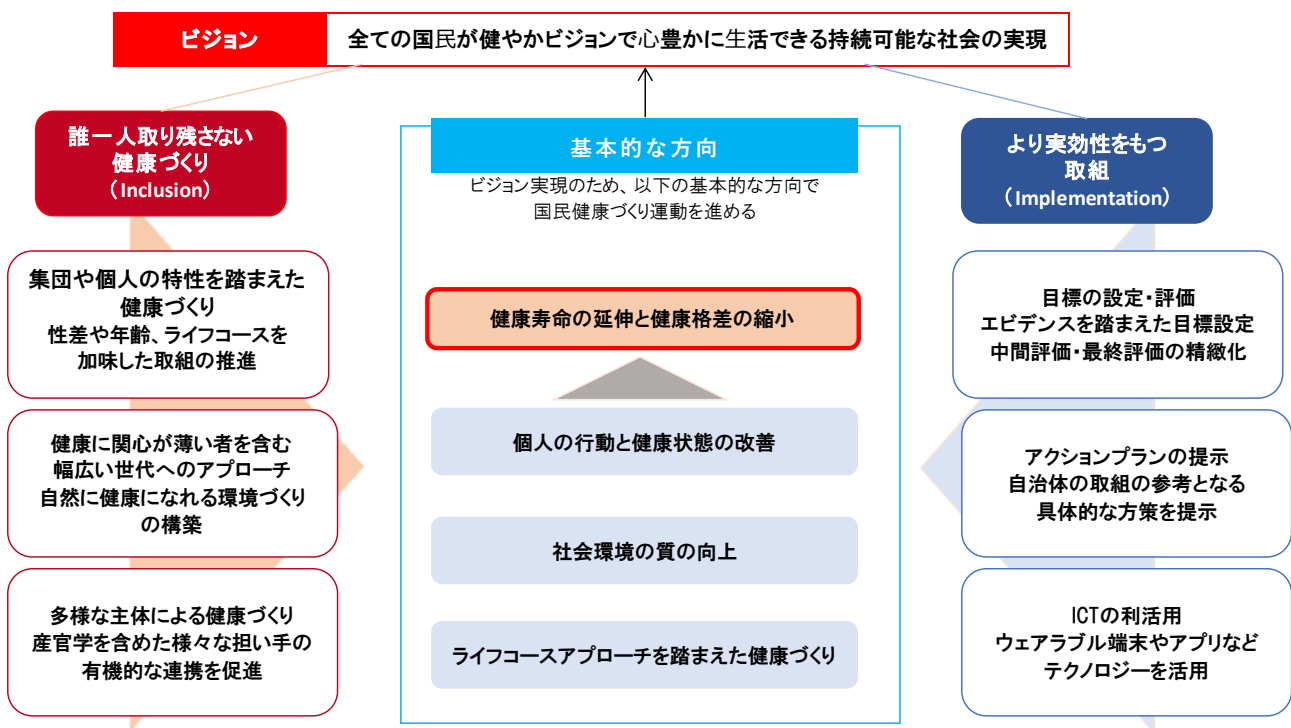 ビジョン
全ての国民が健やかビジョンで心豊かに生活できる持続可能な社会の実現
誰一人取り残さない
健康づくり
（Inclusion）
集団や個人の特性を踏まえた
健康づくり
性差や年齢、ライフコースを
加味した取組の推進
健康に関心が薄い者を含む
幅広い世代へのアプローチ
自然に健康になれる環境づくり
の構築
多様な主体による健康づくり
産官学を含めた様々な担い手の
有機的な連携を促進
基本的な方向
ビジョン実現のため、以下の基本的な方向で
国民健康づくり運動を進める
健康寿命の延伸と健康格差の縮小
個人の行動と健康状態の改善
社会環境の質の向上
ライフコースアプローチを踏まえた健康づくり
より実効性をもつ
取組
（Implementation）
目標の設定・評価
エビデンスを踏まえた目標設定
中間評価・最終評価の精緻化
アクションプランの提示
自治体の取組の参考となる
具体的な方策を提示
ICTの利活用
ウェアラブル端末やアプリなど
テクノロジーを活用